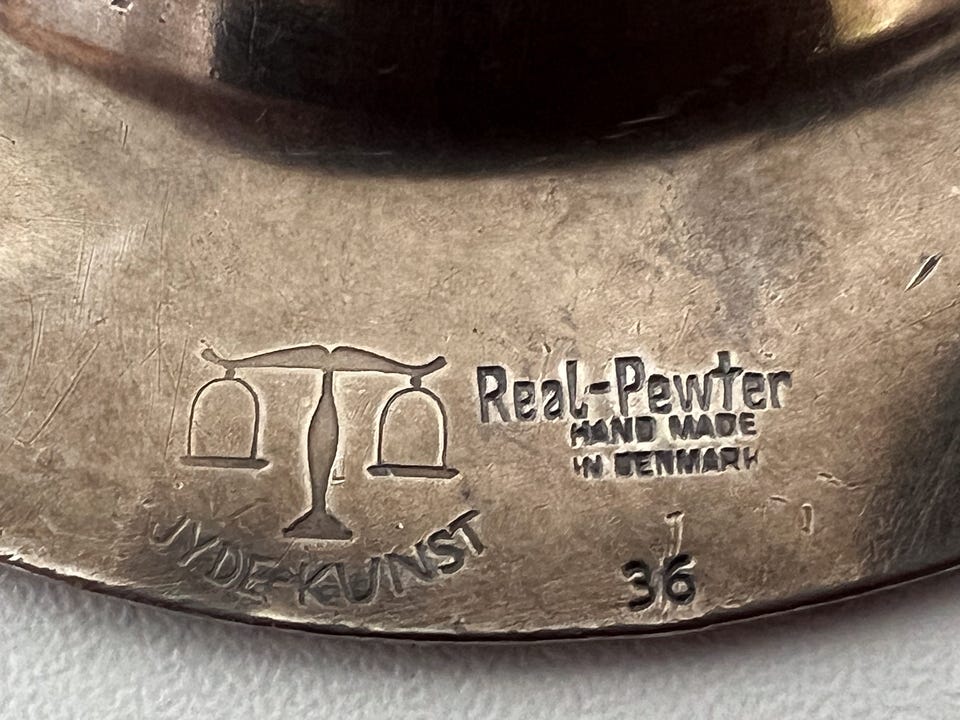 Real-Pewter
HAND MADE
IN DENMARK
JYDE-KUNST
36